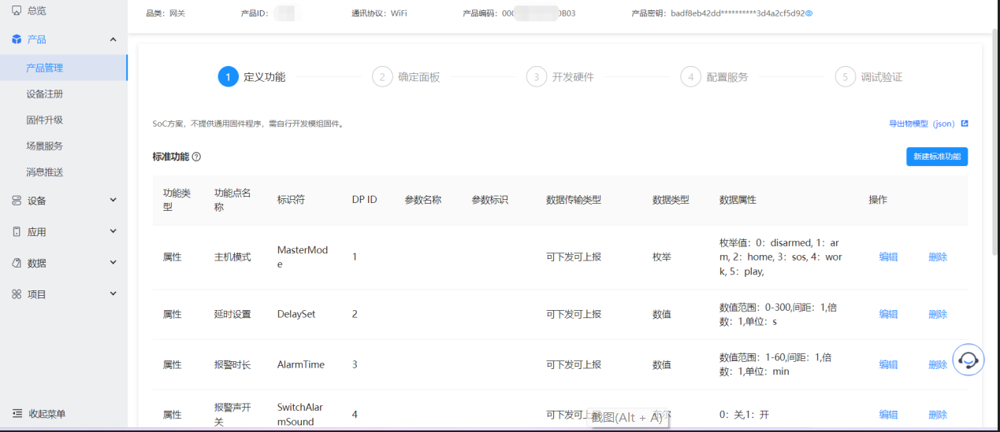 总览
品类：网关
产品ID：
通讯协议：WiFi
产品编码：000 0B03
产品密钥：badf8eb42dd**********3d4a2cf5d92
产品
产品管理
设备注册
固件升级
场景服务
消息推送
设备
应用
数据
项目
收起菜单
1 定义功能
2 确定面板
3 开发硬件
4 配置服务
5 调试验证
SoC方案，不提供通用固件程序，需自行开发模组固件。
导出物模型（json）
标准功能
新建标准功能
功能类型 功能点名称 标识符 DP ID 参数名称 参数标识 数据传输类型 数据类型 数据属性 操作
属性 主机模式 MasterMode 1 可下发可上报 枚举 枚举值：0：disarmed, 1：arm, 2：home, 3：sos, 4：work, 5：play, 编辑 删除
属性 延时设置 DelaySet 2 可下发可上报 数值 数值范围：0-300,间距：1,倍数：1,单位：s 编辑 删除
属性 报警时长 AlarmTime 3 可下发可上报 数值 数值范围：1-60,间距：1,倍数：1,单位：min 编辑 删除
属性 报警声开关 SwitchAlarmSound 4 可下发可上 0：关,1：开 编辑 删除
截图(Alt + A)